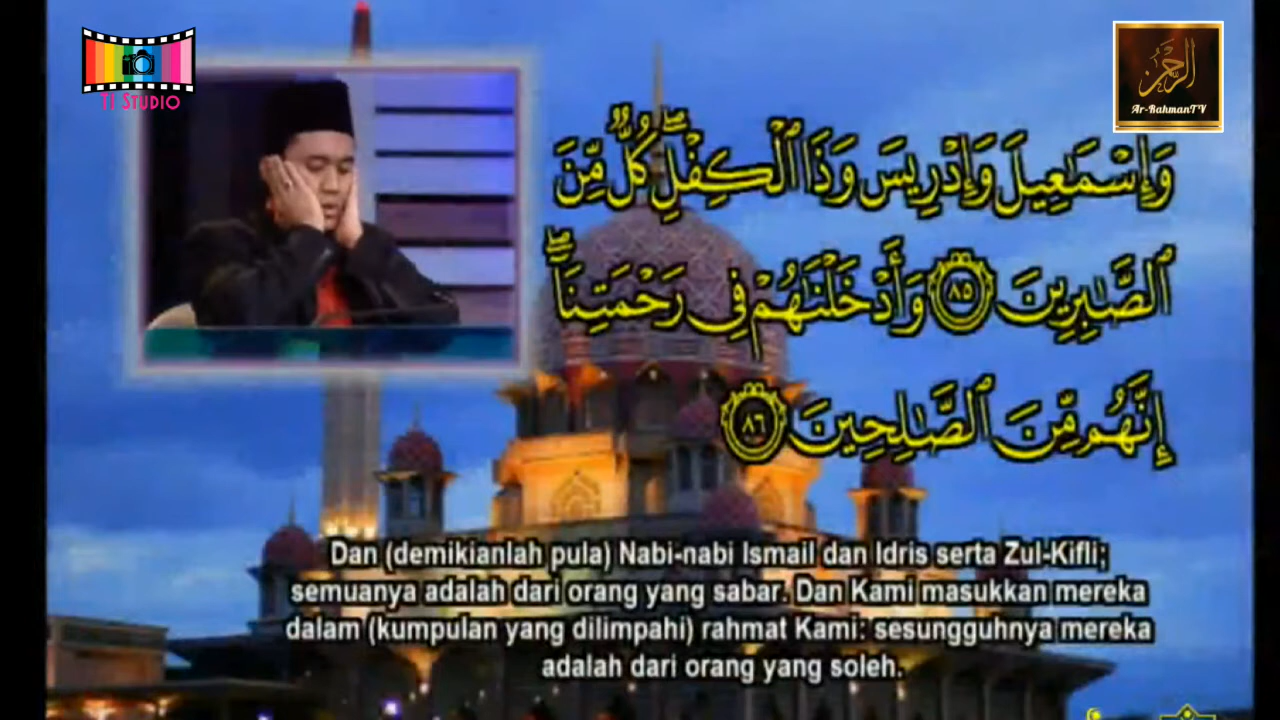 TI STUDIO
الرحمن
Ar-RahmanTV
وَإِسْمَٰعِيلَ وَإِدْرِيسَ وَذَا ٱلْكِفْلِ ۖ كُلٌّ مِّنَ
ٱلصَّٰبِرِينَ ٨٥ وَأَدْخَلْنَٰهُمْ فِى رَحْمَتِنَآ ۖ
إِنَّهُم مِّنَ ٱلصَّٰلِحِينَ ٨٦
Dan (demikianlah pula) Nabi-nabi Ismail dan Idris serta Zul-Kifli;
semuanya adalah dari orang yang sabar. Dan Kami masukkan mereka
dalam (kumpulan yang dilimpahi) rahmat Kami: sesungguhnya mereka
adalah dari orang yang soleh.